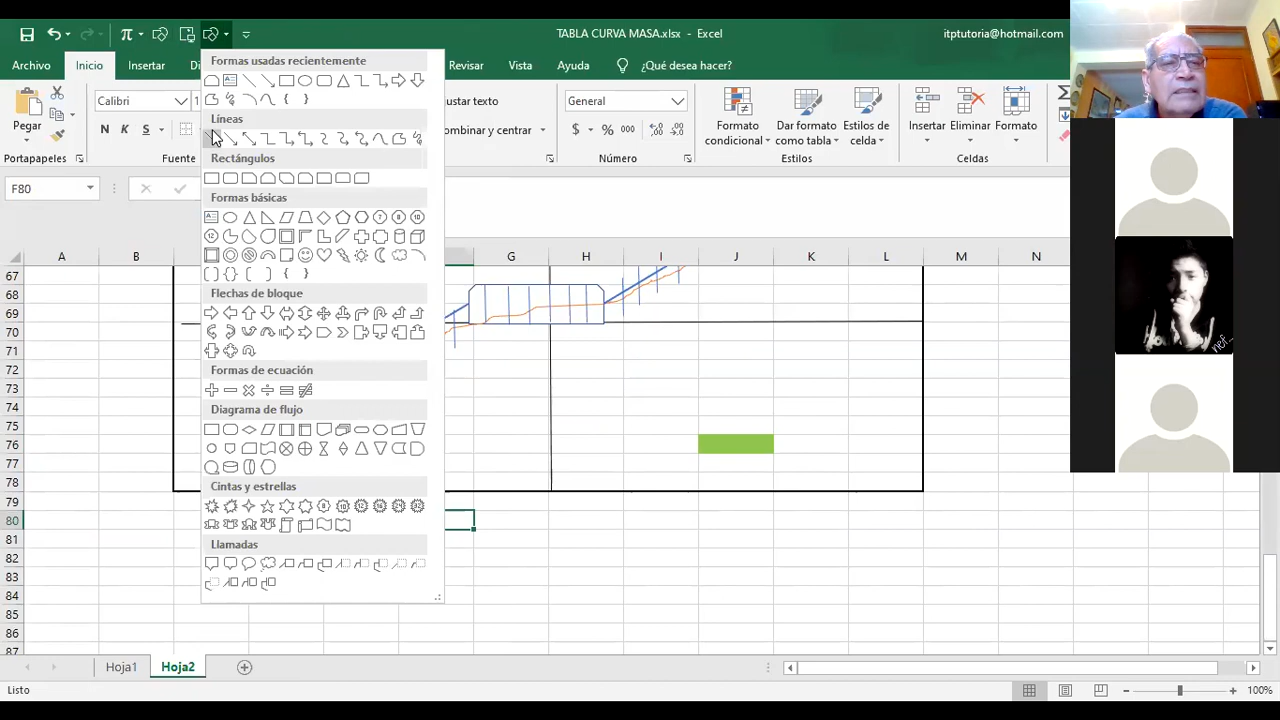 TABLA CURVA MASA.xlsx - Excel
itptutoria@hotmail.com
Archivo Inicio Insertar Revisar Vista Ayuda ¿Qué desea hacer?
Formas usadas recientemente
Líneas
Rectángulos
Formas básicas
Flechas de bloque
Formas de ecuación
Diagrama de flujo
Cintas y estrellas
Llamadas
Pegar
Portapapeles
Calibri
N K S
Fuente
ustar texto
ombinar y centrar
General
$ % 000
Número
Formato condicional
Dar formato como tabla
Estilos de celda
Estilos
Insertar Eliminar Formato
Celdas
F80
A B G H I J K L M N
67
68
69
70
71
72
73
74
75
76
77
78
79
80
81
82
83
84
85
86
87
Hoja1 Hoja2
Listo
100%